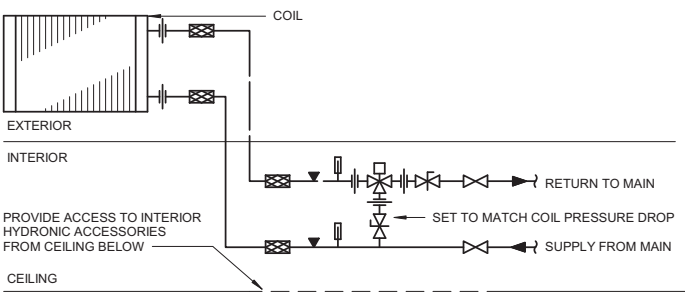 COIL
EXTERIOR
INTERIOR
RETURN TO MAIN
PROVIDE ACCESS TO INTERIOR
HYDRONIC ACCESSORIES
FROM CEILING BELOW
SET TO MATCH COIL PRESSURE DROP
SUPPLY FROM MAIN
CEILING